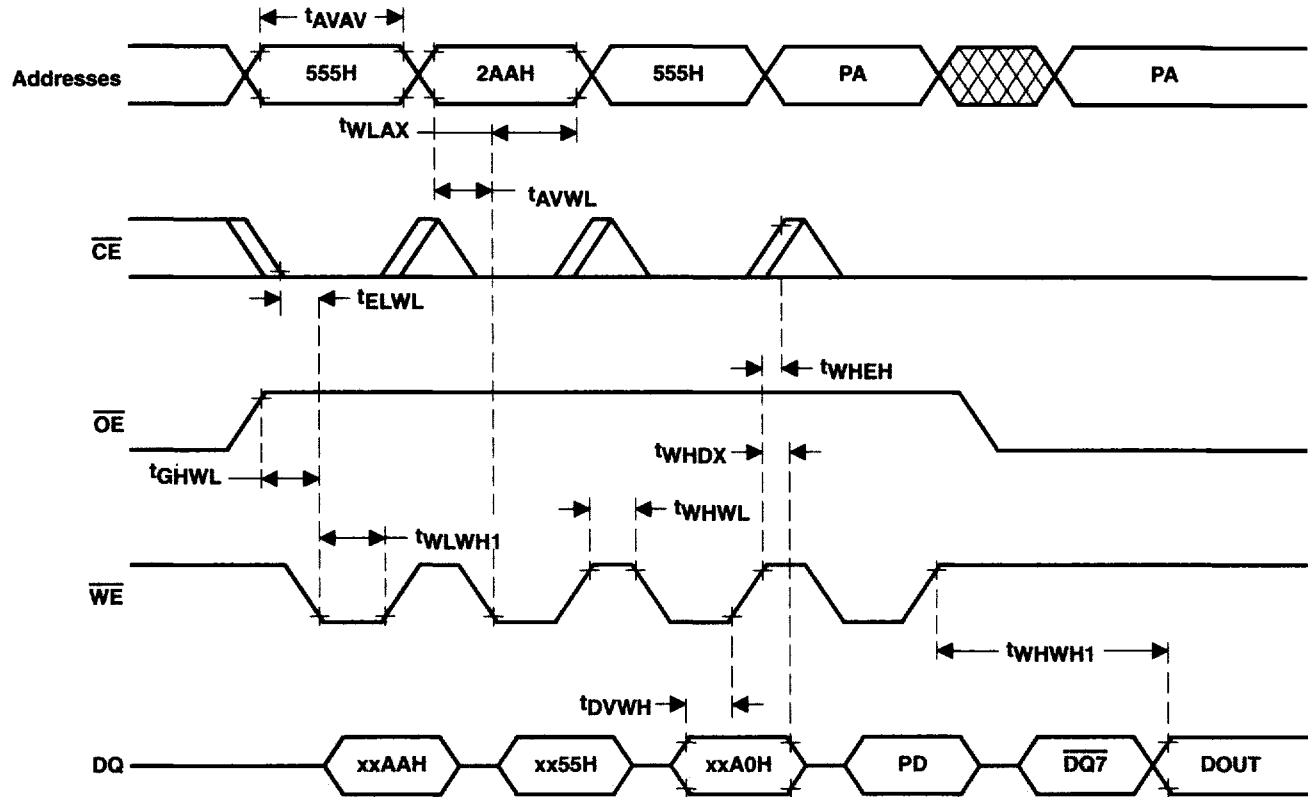 tAVAV
Addresses 555H 2AAH 555H PA PA
tWLAX
tAVWL
CE
tELWL
tWHEH
OE
tWHDX
tGHWL
tWHWL
tWLWH1
WE
tWHWH1
tDVWH
DQ xxAAH xx55H xxA0H PD DQ7 DOUT